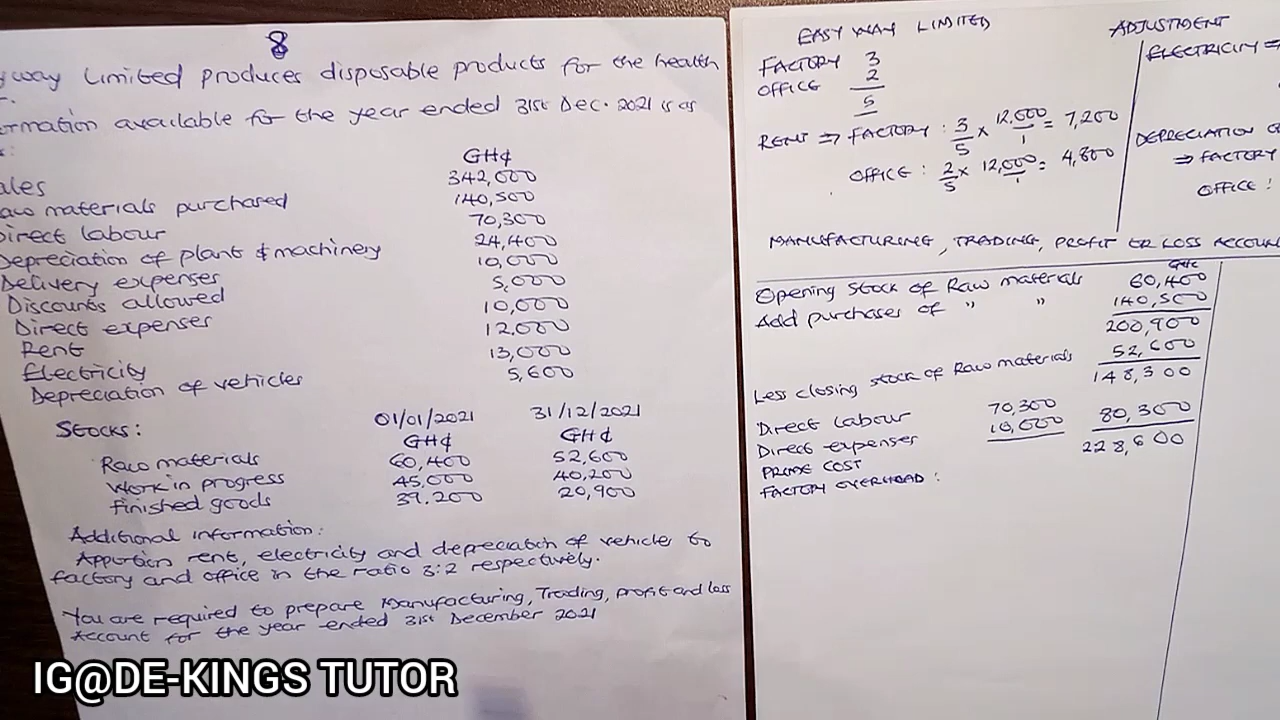 8
way Limited produces disposable products for the health
ormation available for the year ended 31st Dec. 2021 is as
:
GH¢
ales 342,000
aw materials purchased 140,500
Direct labour 70,300
Depreciation of plant & machinery 24,400
Delivery expenses 10,000
Discounts allowed 5,000
Direct expenses 10,000
Rent 12,000
Electricity 13,000
Depreciation of vehicles 5,600
Stocks: 01/01/2021 31/12/2021
GH¢ GH¢
Raw materials 60,400 52,600
Work in progress 45,000 40,200
finished goods 39.200 20,900
Additional information:
Apportion rent, electricity and depreciation of vehicles to
factory and office in the ratio 3:2 respectively.
You are required to prepare Manufacturing, Trading, profit and loss
Account for the year ended 31st December 2021
EASY WAY LIMITED
FACTORY 3
OFFICE 2
5
RENT ⇒ FACTORY : 3/5 x 12,000/1 = 7,200
OFFICE : 2/5 x 12,000/1 = 4,800
ADJUSTMENT
ELECTRICITY ⇒
DEPRECIATION O
⇒ FACTORY
OFFICE :
MANUFACTURING, TRADING, PROFIT OR LOSS ACCOUN
GH¢
Opening stock of Raw materials 60,400
Add purchases of " " 140,500
200,900
Less closing stock of Raw materials 52,600
148,300
Direct Labour 70,300
Direct expenses 10,000 80,300
PRIME COST 228,600
FACTORY OVERHEAD :
IG@DE-KINGS TUTOR